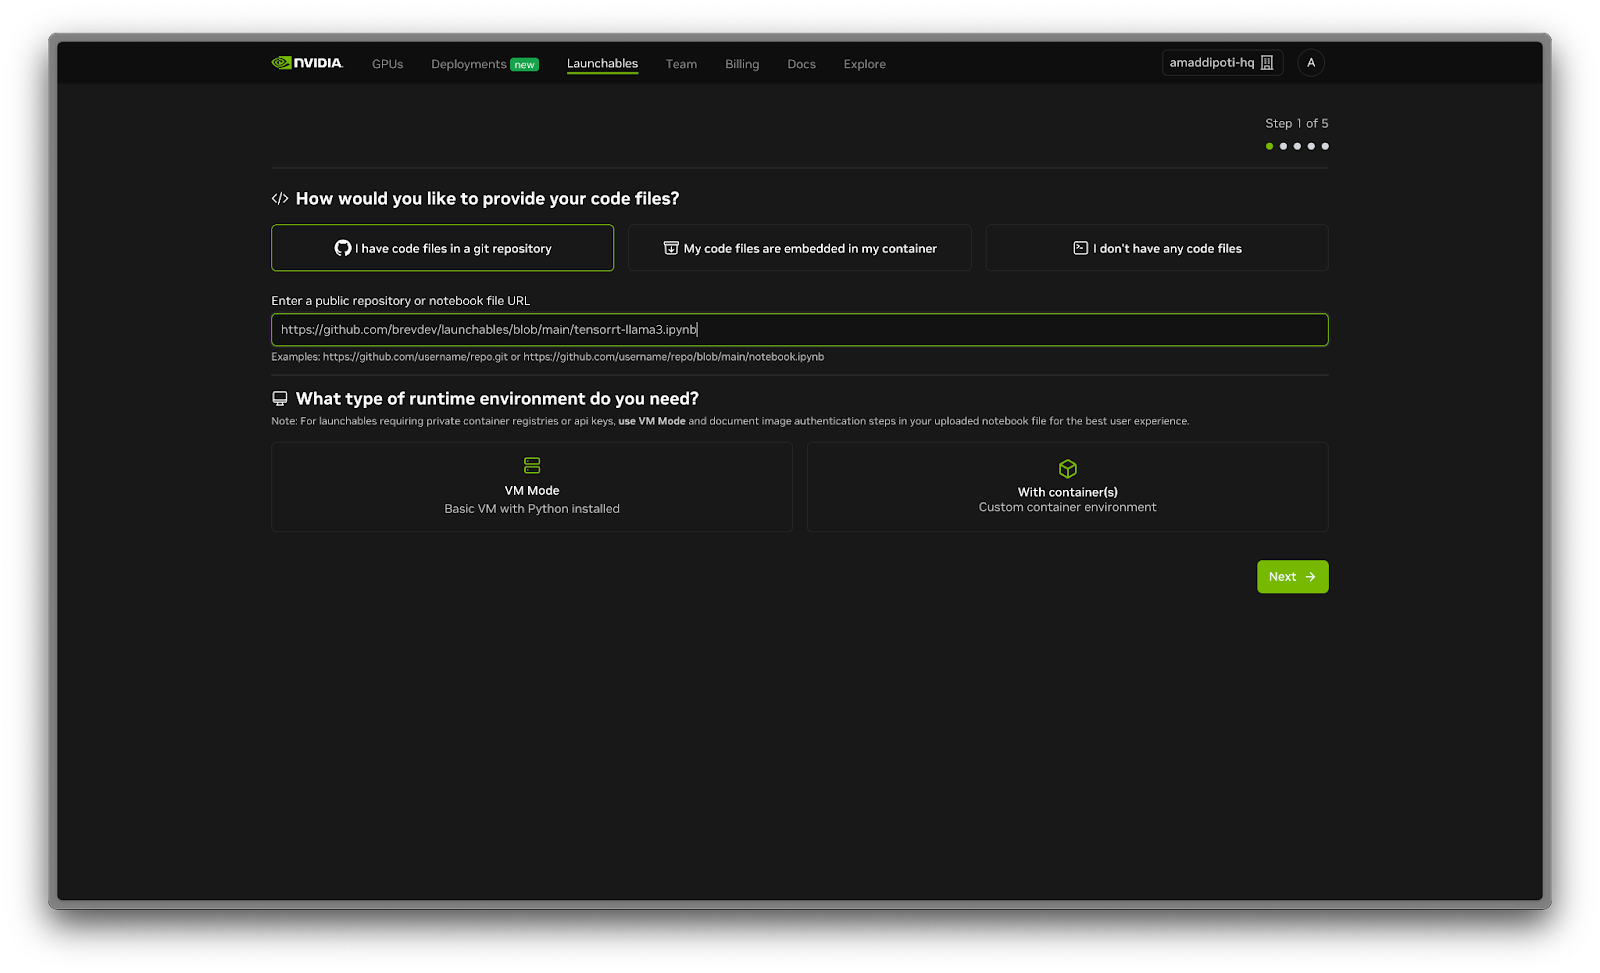 NVIDIA. GPUs Deployments new Launchables Team Billing Docs Explore amaddipoti-hq A
Step 1 of 5
</> How would you like to provide your code files?
I have code files in a git repository My code files are embedded in my container I don't have any code files
Enter a public repository or notebook file URL
https://github.com/brevdev/launchables/blob/main/tensorrt-llama3.ipynb
Examples: https://github.com/username/repo.git or https://github.com/username/repo/blob/main/notebook.ipynb
What type of runtime environment do you need?
Note: For launchables requiring private container registries or api keys, use VM Mode and document image authentication steps in your uploaded notebook file for the best user experience.
VM Mode
Basic VM with Python installed
With container(s)
Custom container environment
Next →